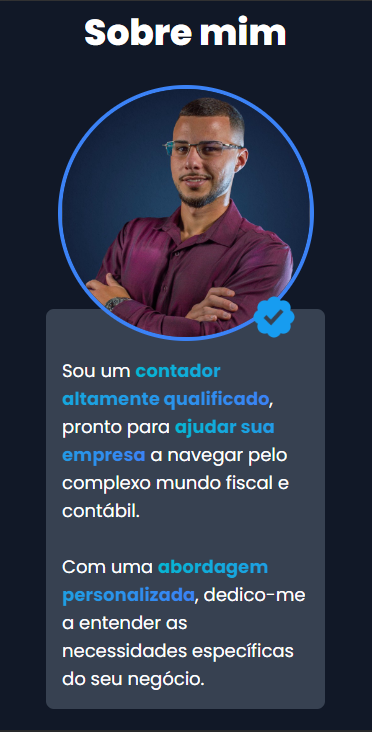 Sobre mim
Sou um contador
altamente qualificado,
pronto para ajudar sua
empresa a navegar pelo
complexo mundo fiscal e
contábil.
Com uma abordagem
personalizada, dedico-me
a entender as
necessidades específicas
do seu negócio.